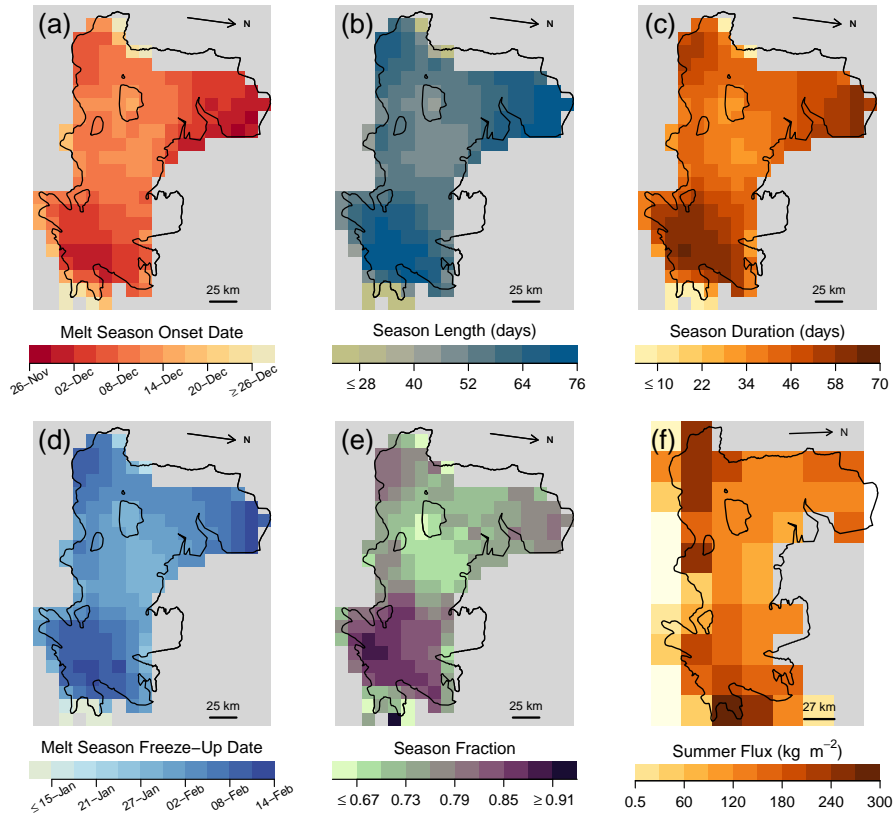 (a)
N
25 km
Melt Season Onset Date
26−Nov 02−Dec 08−Dec 14−Dec 20−Dec ≥26−Dec
(b)
N
25 km
Season Length (days)
≤ 28 40 52 64 76
(c)
N
25 km
Season Duration (days)
≤ 10 22 34 46 58 70
(d)
N
25 km
Melt Season Freeze−Up Date
≤ 15−Jan 21−Jan 27−Jan 02−Feb 08−Feb 14−Feb
(e)
N
25 km
Season Fraction
≤ 0.67 0.73 0.79 0.85 ≥ 0.91
(f)
N
27 km
Summer Flux (kg m−2)
0.5 60 120 180 240 300